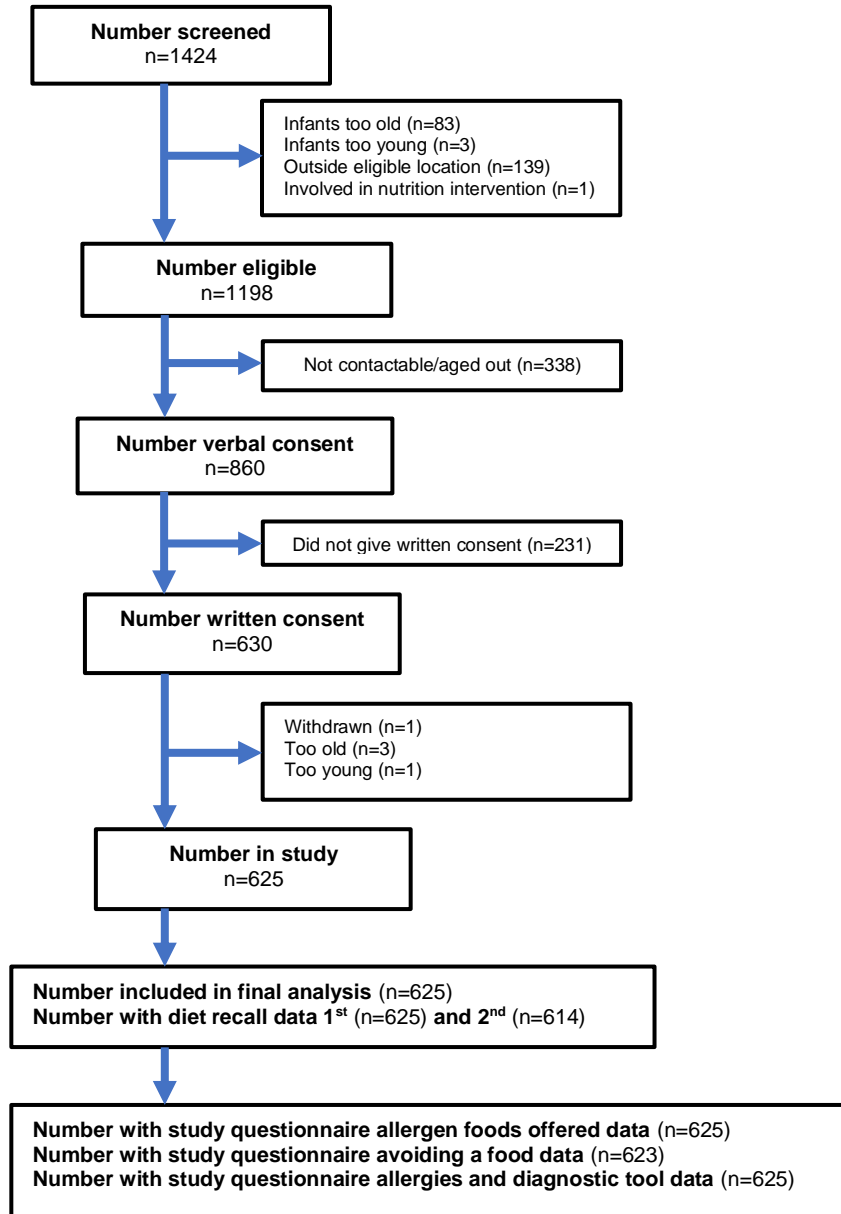 Number screened
n=1424
Infants too old (n=83)
Infants too young (n=3)
Outside eligible location (n=139)
Involved in nutrition intervention (n=1)
Number eligible
n=1198
Not contactable/aged out (n=338)
Number verbal consent
n=860
Did not give written consent (n=231)
Number written consent
n=630
Withdrawn (n=1)
Too old (n=3)
Too young (n=1)
Number in study
n=625
Number included in final analysis (n=625)
Number with diet recall data 1st (n=625) and 2nd (n=614)
Number with study questionnaire allergen foods offered data (n=625)
Number with study questionnaire avoiding a food data (n=623)
Number with study questionnaire allergies and diagnostic tool data (n=625)